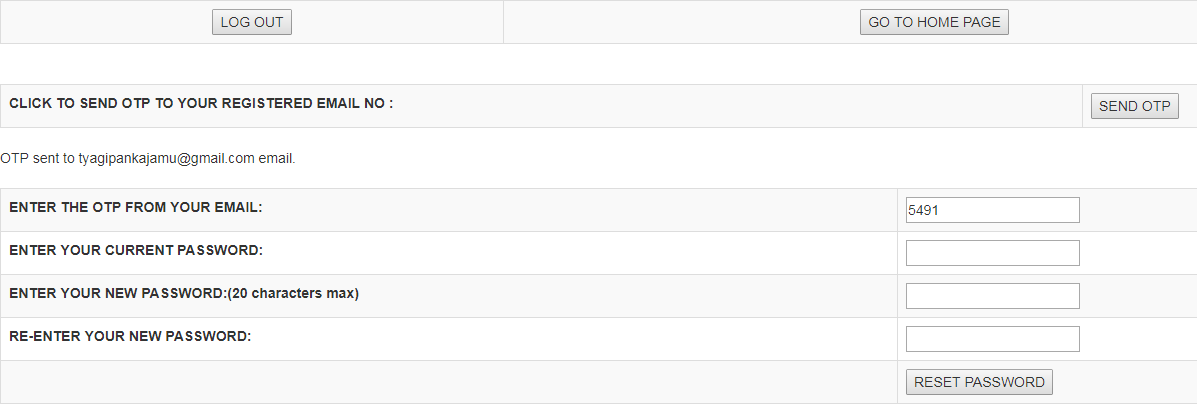 LOG OUT
GO TO HOME PAGE
CLICK TO SEND OTP TO YOUR REGISTERED EMAIL NO :
SEND OTP
OTP sent to tyagipankajamu@gmail.com email.
ENTER THE OTP FROM YOUR EMAIL:
5491
ENTER YOUR CURRENT PASSWORD:
ENTER YOUR NEW PASSWORD:(20 characters max)
RE-ENTER YOUR NEW PASSWORD:
RESET PASSWORD